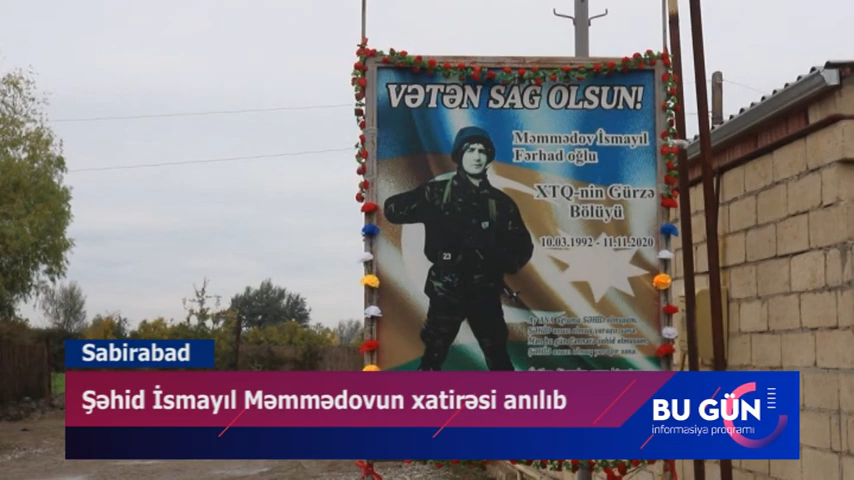 VƏTƏN SAĞ OLSUN!
Məmmədov İsmayıl
Fərhad oğlu
XTQ-nin Gürzə
Bölüyü
10.03.1992 - 11.11.2020
Sabirabad
Şəhid İsmayıl Məmmədovun xatirəsi anılıb
BU GÜN
informasiya proqramı